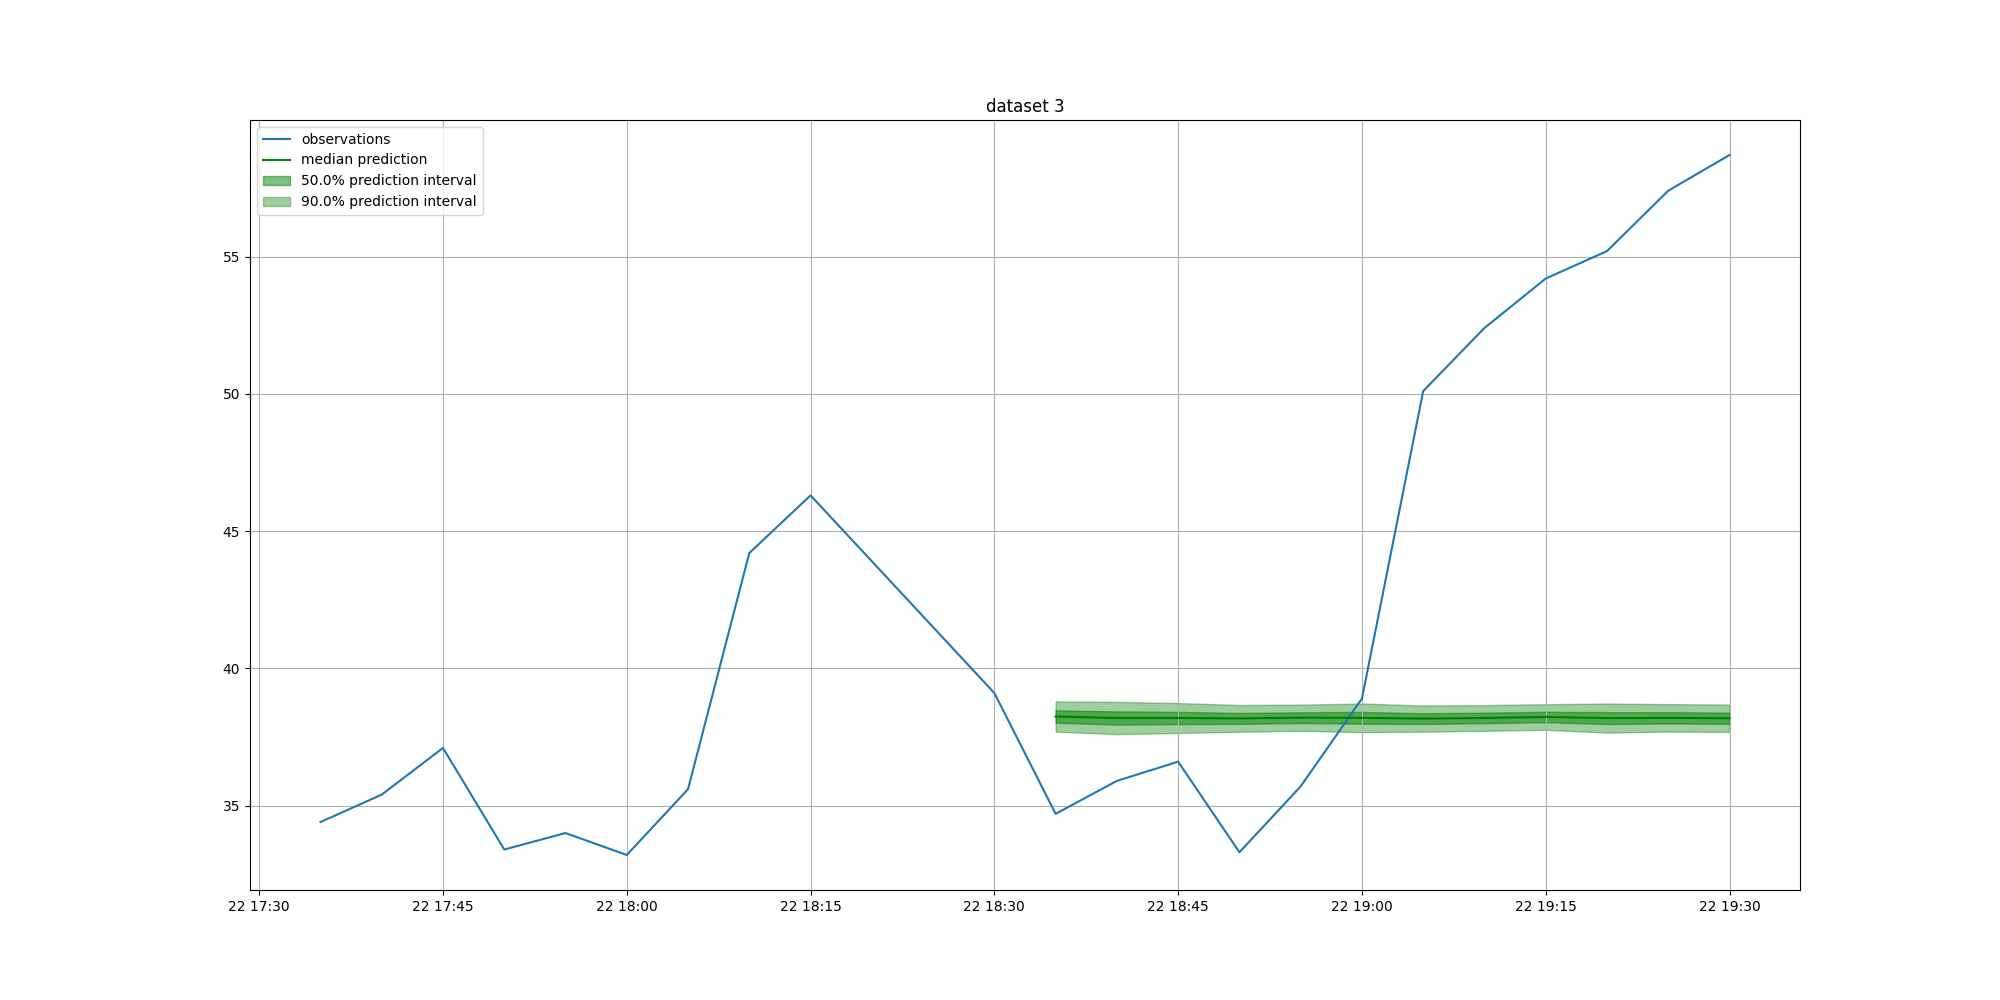 dataset 3
observations
median prediction
50.0% prediction interval
90.0% prediction interval
55
50
45
40
35
22 17:30 22 17:45 22 18:00 22 18:15 22 18:30 22 18:45 22 19:00 22 19:15 22 19:30